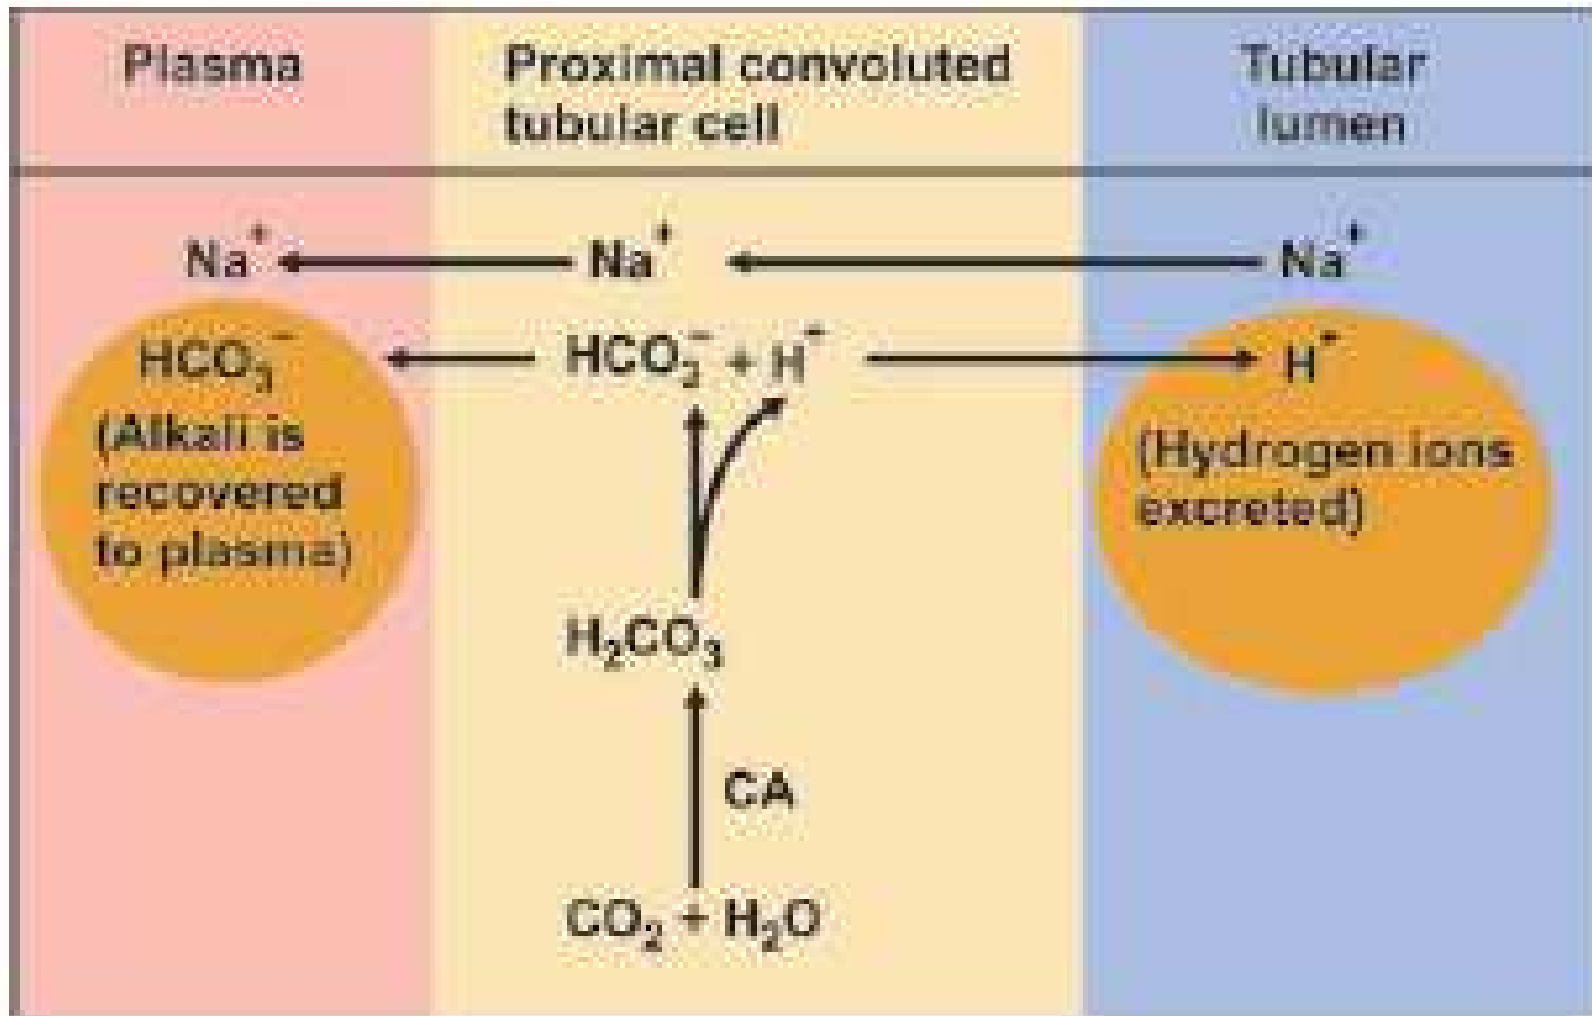 Plasma
Proximal convoluted
tubular cell
Tubular
lumen
Na⁺
Na⁺
Na⁺
HCO₃⁻
HCO₃⁻ + H⁺
H⁺
(Alkali is
recovered
to plasma)
(Hydrogen ions
excreted)
H₂CO₃
CA
CO₂ + H₂O